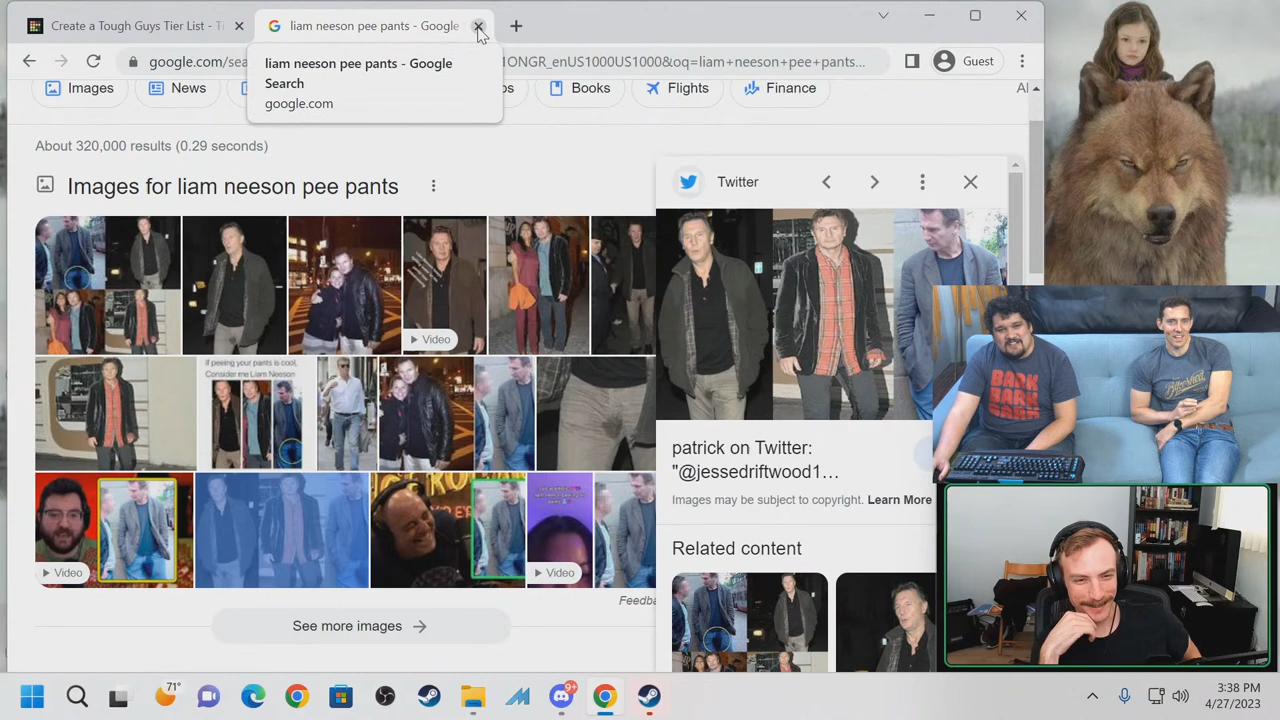 Create a Tough Guys Tier List - Ti
liam neeson pee pants - Google
google.com/se
1ONGR_enUS1000US1000&oq=liam+neeson+pee+pants...
Guest
liam neeson pee pants - Google
Search
google.com
Images
News
Books
Flights
Finance
About 320,000 results (0.29 seconds)
Images for liam neeson pee pants
Twitter
Video
If peeing your pants is cool,
Consider me Liam Neeson
Video
Video
patrick on Twitter:
"@jessedriftwood1...
Images may be subject to copyright. Learn More
Related content
Feedba
See more images
BARK
BARK
BARK
71°
9+
3:38 PM
4/27/2023